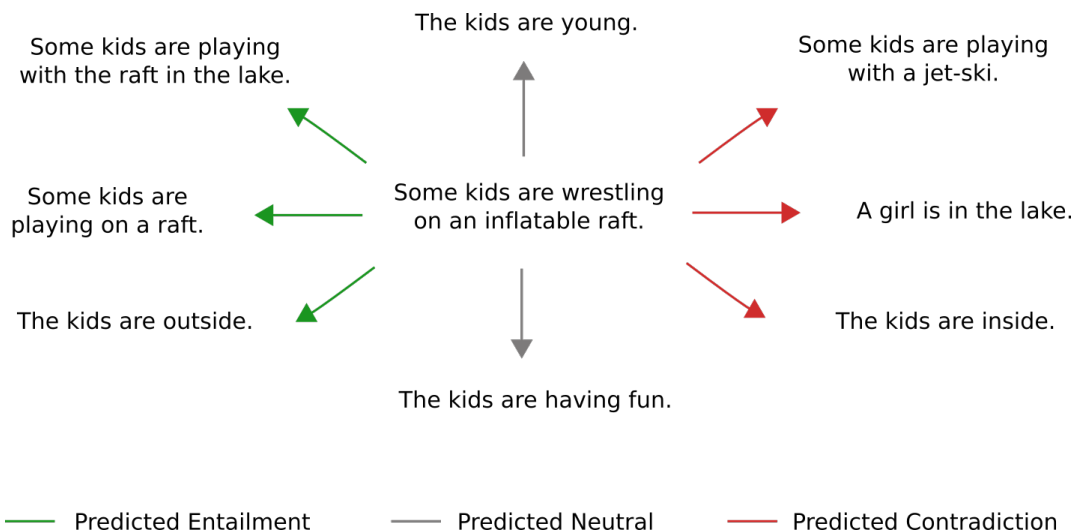 The kids are young.
Some kids are playing
with the raft in the lake.
Some kids are playing
with a jet-ski.
Some kids are
playing on a raft.
Some kids are wrestling
on an inflatable raft.
A girl is in the lake.
The kids are outside.
The kids are inside.
The kids are having fun.
Predicted Entailment
Predicted Neutral
Predicted Contradiction